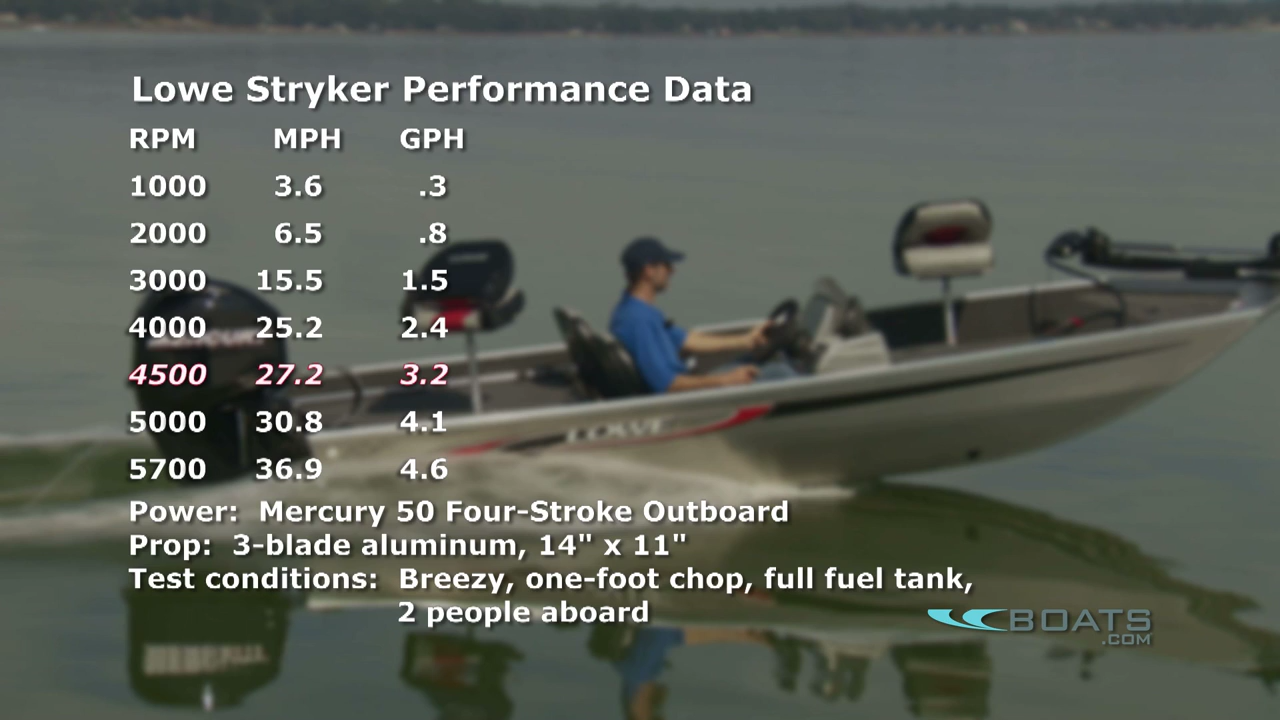 Lowe Stryker Performance Data
RPM MPH GPH
1000 3.6 .3
2000 6.5 .8
3000 15.5 1.5
4000 25.2 2.4
4500 27.2 3.2
5000 30.8 4.1
5700 36.9 4.6
Power: Mercury 50 Four-Stroke Outboard
Prop: 3-blade aluminum, 14" x 11"
Test conditions: Breezy, one-foot chop, full fuel tank,
2 people aboard
LOWE
BOATS
.COM